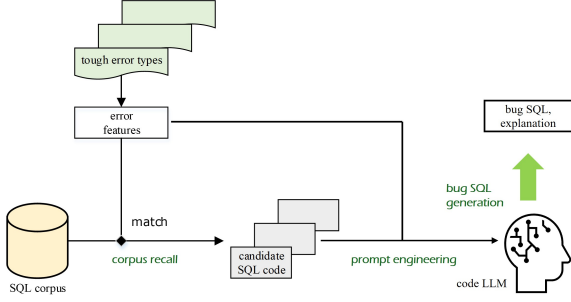 tough error types
error
features
bug SQL,
explanation
bug SQL
generation
match
corpus recall
candidate
SQL code
prompt engineering
SQL corpus
code LLM